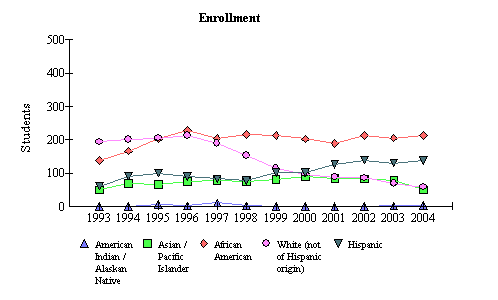 Enrollment
500
400
300
200
100
0
Students
1993 1994 1995 1996 1997 1998 1999 2000 2001 2002 2003 2004
American Indian / Alaskan Native
Asian / Pacific Islander
African American
White (not of Hispanic origin)
Hispanic